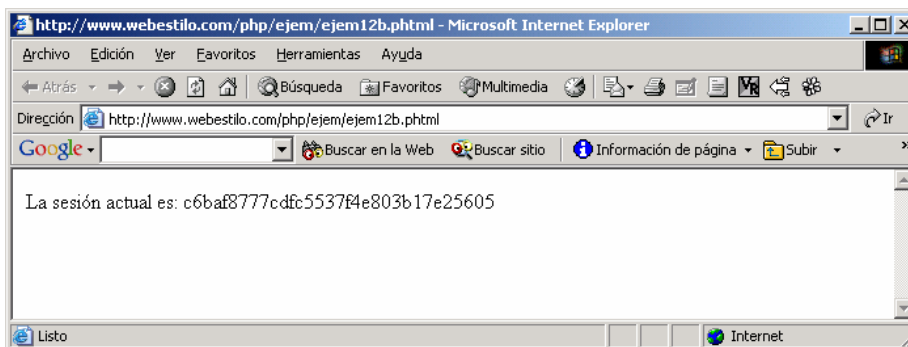 http://www.webestilo.com/php/ejem/ejem12b.phtml - Microsoft Internet Explorer
Archivo Edición Ver Favoritos Herramientas Ayuda
Atrás Búsqueda Favoritos Multimedia VR
Dirección http://www.webestilo.com/php/ejem/ejem12b.phtml Ir
Google Buscar en la Web Buscar sitio Información de página Subir »
La sesión actual es: c6baf8777cdfc5537f4e803b17e25605
Listo Internet